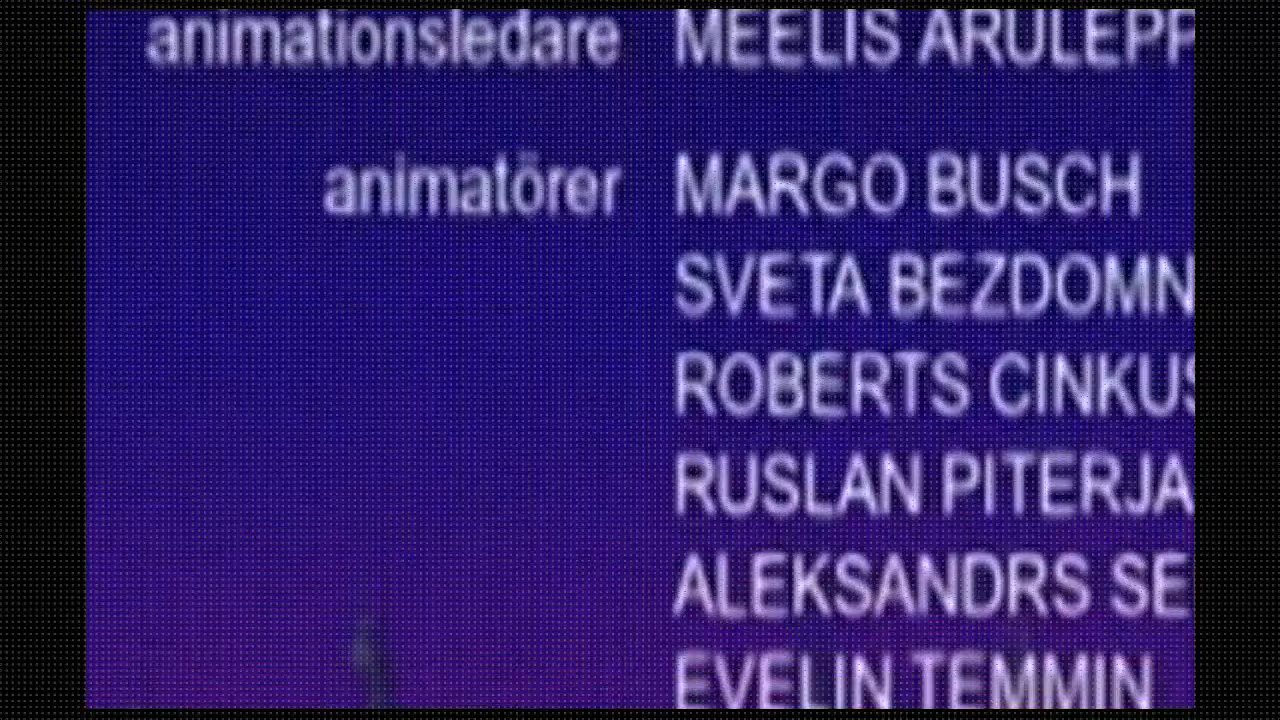 animationsledare MEELIS ARULEPP
animatörer MARGO BUSCH
SVETA BEZDOMN
ROBERTS CINKUS
RUSLAN PITERJA
ALEKSANDRS SE
EVELIN TEMMIN